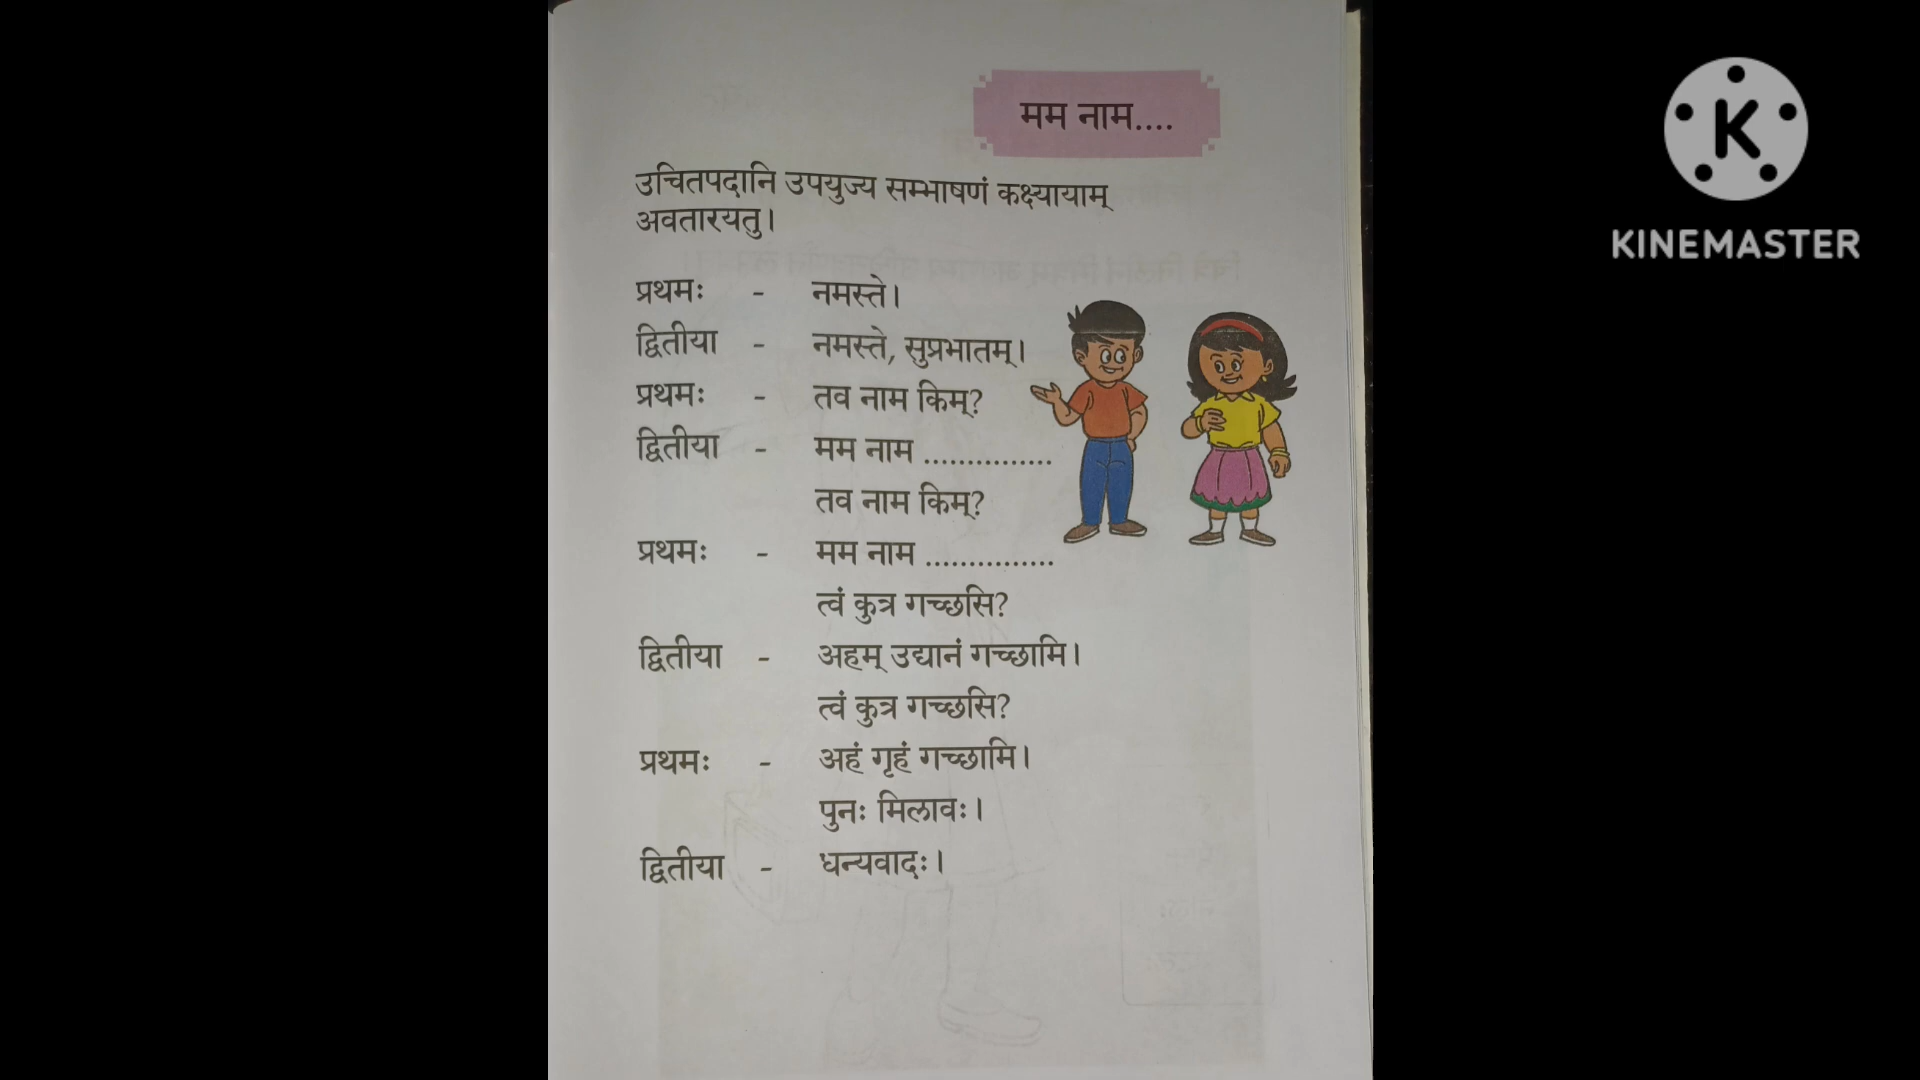 मम नाम....
उचितपदानि उपयुज्य सम्भाषणं कक्ष्यायाम्
अवतारयतु।
प्रथमः - नमस्ते।
द्वितीया - नमस्ते, सुप्रभातम्।
प्रथमः - तव नाम किम्?
द्वितीया - मम नाम ...............
तव नाम किम्?
प्रथमः - मम नाम ...............
त्वं कुत्र गच्छसि?
द्वितीया - अहम् उद्यानं गच्छामि।
त्वं कुत्र गच्छसि?
प्रथमः - अहं गृहं गच्छामि।
पुनः मिलावः।
द्वितीया - धन्यवादः।
K
KINEMASTER